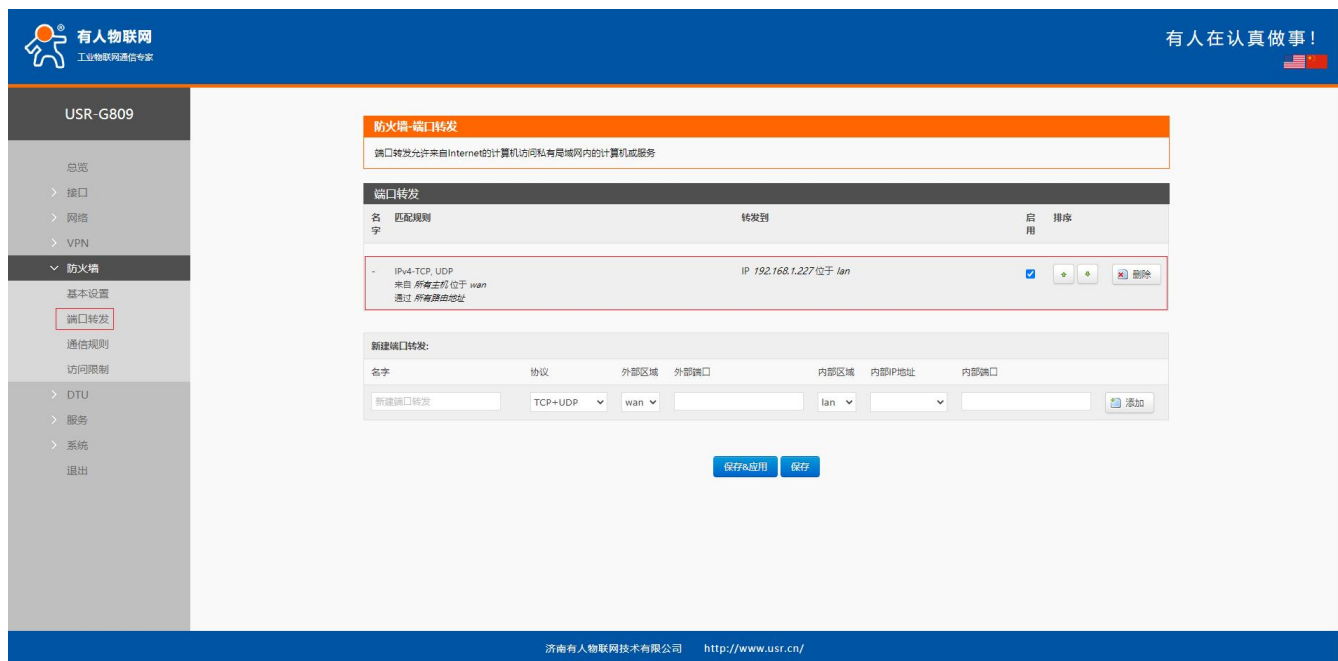 有人物联网
工业物联网通信专家
有人在认真做事！
USR-G809
总览
接口
网络
VPN
防火墙
基本设置
端口转发
通信规则
访问限制
DTU
服务
系统
退出
防火墙-端口转发
端口转发允许来自Internet的计算机访问私有局域网内的计算机或服务
端口转发
名字 匹配规则 转发到 启用 排序
- IPv4-TCP, UDP IP 192.168.1.227 位于 lan 删除
来自 所有主机 位于 wan
通过 所有路由地址
新建端口转发:
名字 协议 外部区域 外部端口 内部区域 内部IP地址 内部端口
新建端口转发 TCP+UDP wan lan 添加
保存&应用 保存
济南有人物联网技术有限公司 http://www.usr.cn/